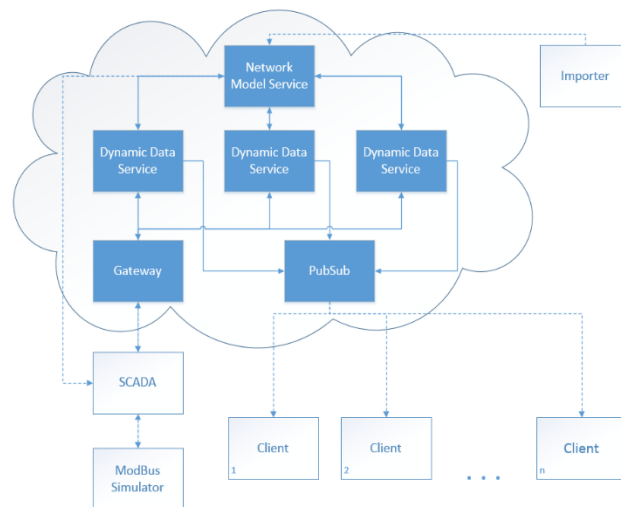 Network
Model Service
Importer
Dynamic Data
Service
Dynamic Data
Service
Dynamic Data
Service
Gateway
PubSub
SCADA
Client
1
Client
2
. . .
Client
n
ModBus
Simulator